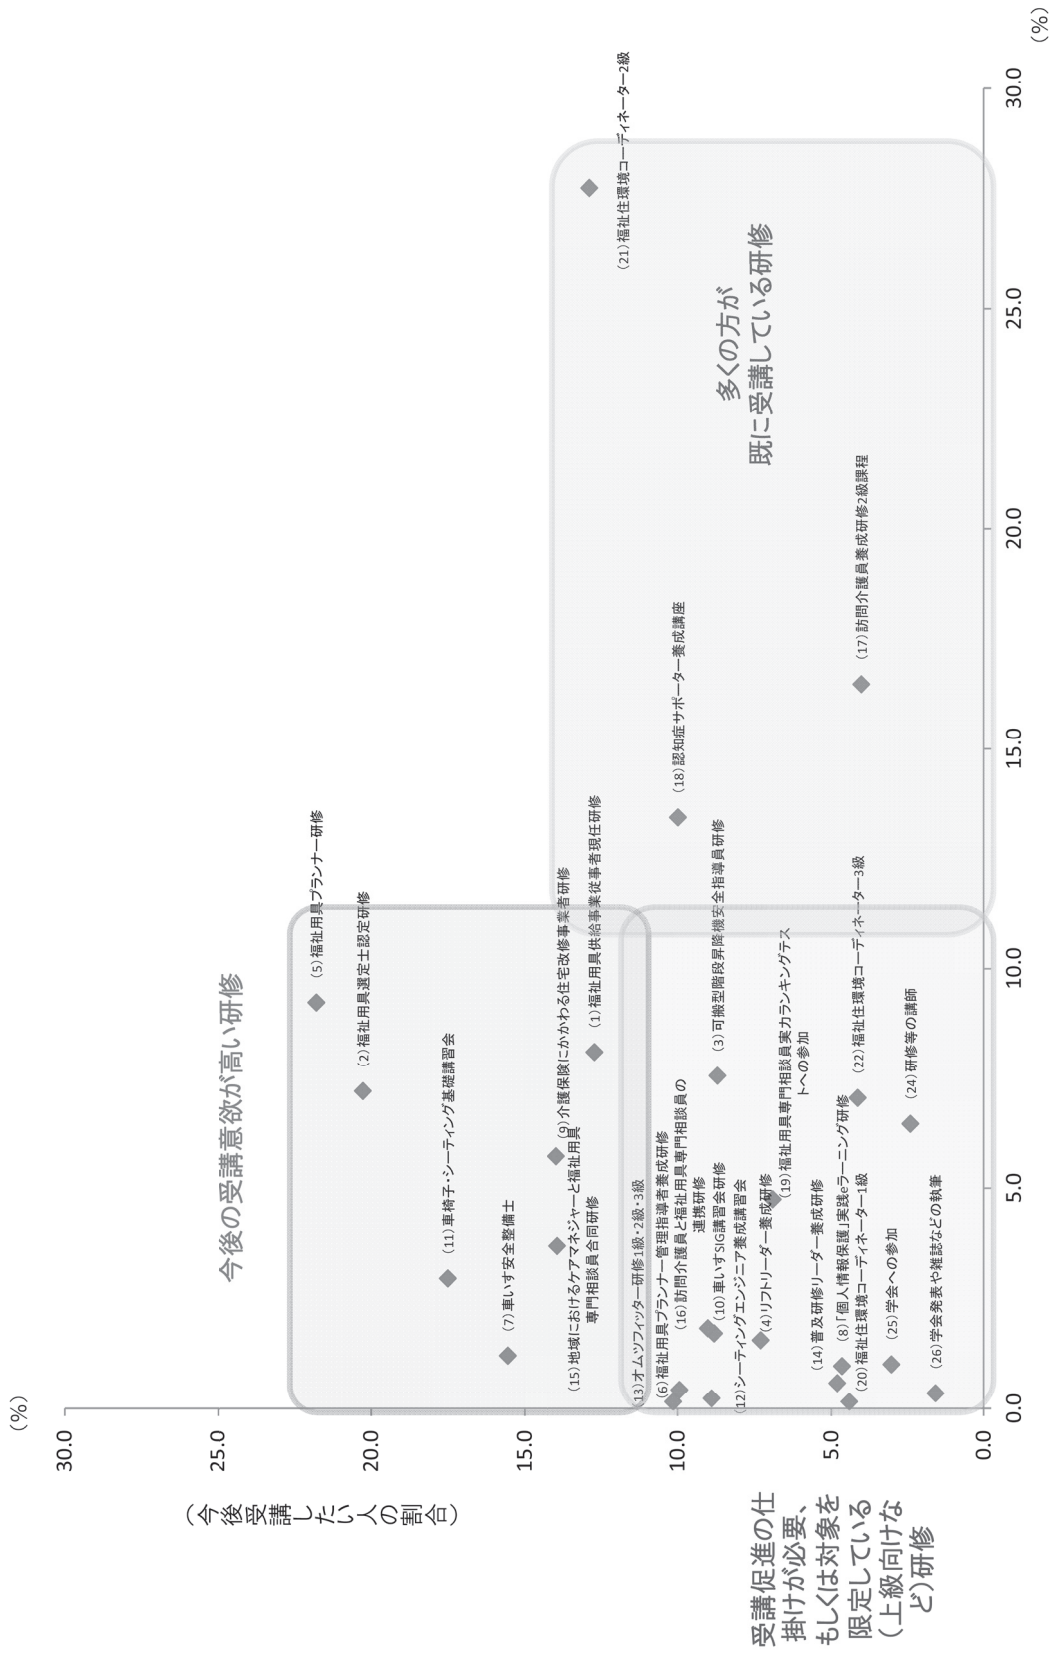 （%）
（今後受講したい人の割合）
30.0
25.0
20.0
15.0
10.0
5.0
0.0
今後の受講意欲が高い研修
（5）福祉用具プランナー研修
（2）福祉用具選定士認定研修
（11）車椅子・シーティング基礎講習会
（7）車いす安全整備士
（9）介護保険にかかわる住宅改修事業者研修
（15）地域におけるケアマネジャーと福祉用具
専門相談員合同研修
（1）福祉用具供給事業従事者現任研修
（21）福祉住環境コーディネーター2級
（13）オムツフィッター研修1級・2級・3級
（6）福祉用具プランナー管理指導者養成研修
（16）訪問介護員と福祉用具専門相談員の
連携研修
（18）認知症サポーター養成講座
（10）車いすSIG講習会研修
（3）可搬型階段昇降機安全指導員研修
（12）シーティングエンジニア養成講習会
多くの方が
既に受講している研修
（4）リフトリーダー養成研修
（19）福祉用具専門相談員実力ランキングテス
トへの参加
（14）普及研修リーダー養成研修
（8）「個人情報保護」実践eラーニング研修
（20）福祉住環境コーディネーター1級
（22）福祉住環境コーディネーター3級
（17）訪問介護員養成研修2級課程
（25）学会への参加
（24）研修等の講師
（26）学会発表や雑誌などの執筆
受講促進の仕
掛けが必要、
もしくは対象を
限定している
（上級向けな
ど）研修
0.0
5.0
10.0
15.0
20.0
25.0
30.0
（%）